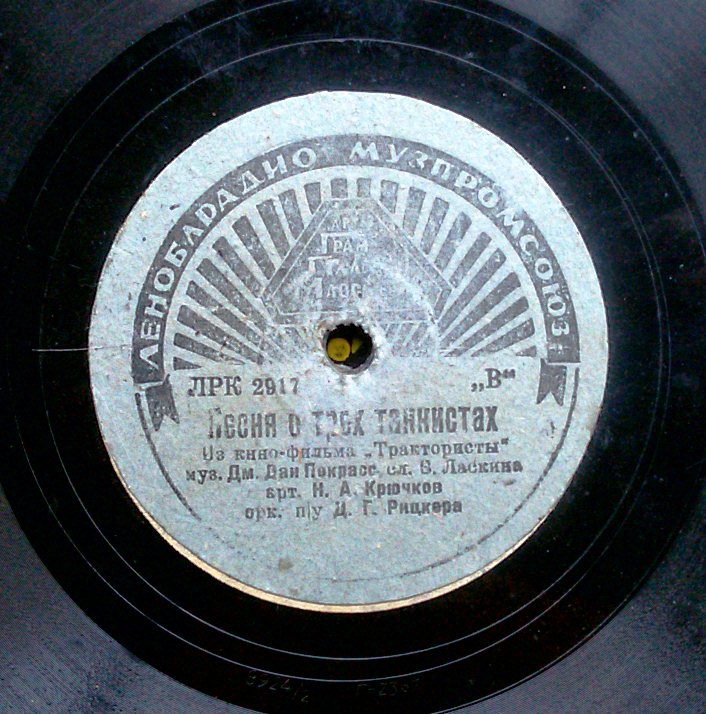 ЛЕНОБЛРАДИО МУЗПРОМСОЮЗ
ЛРК 2917 „В“
Песня о трех танкистах
Из кино-фильма „Трактористы“
муз. Дм. Дан Покрасс сл. Б. Ласкина
арт. Н. А. Крючков
орк. п/у Д. Г. Рицкера